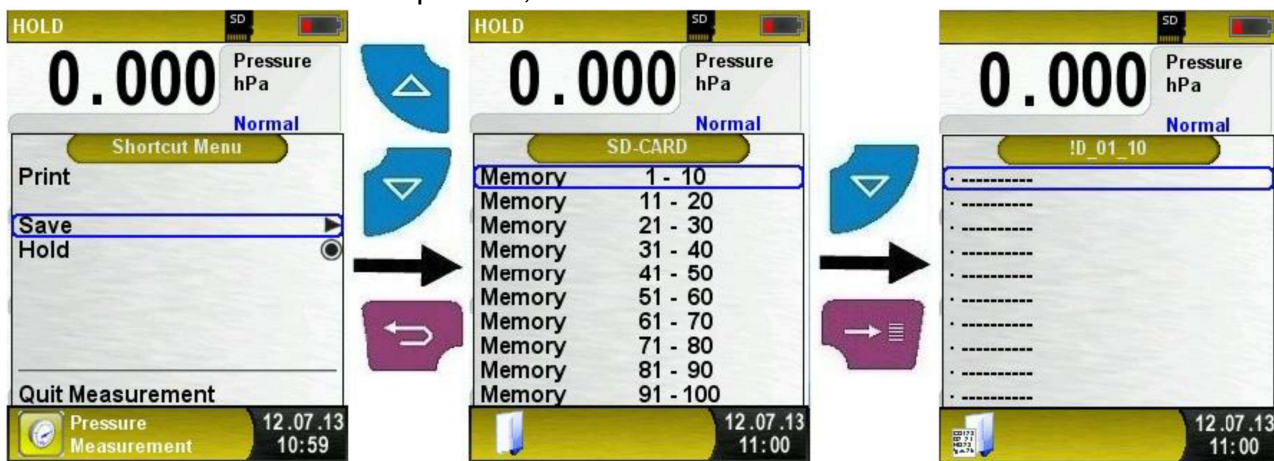 HOLD
SD
0.000
Pressure
hPa
Normal
Shortcut Menu
Print
Save
Hold
Quit Measurement
Pressure
Measurement
12.07.13
10:59
HOLD
SD
0.000
Pressure
hPa
Normal
SD-CARD
Memory 1 - 10
Memory 11 - 20
Memory 21 - 30
Memory 31 - 40
Memory 41 - 50
Memory 51 - 60
Memory 61 - 70
Memory 71 - 80
Memory 81 - 90
Memory 91 - 100
12.07.13
11:00
SD
0.000
Pressure
hPa
Normal
!D_01_10
· ----------
· ----------
· ----------
· ----------
· ----------
· ----------
· ----------
· ----------
· ----------
· ----------
12.07.13
11:00